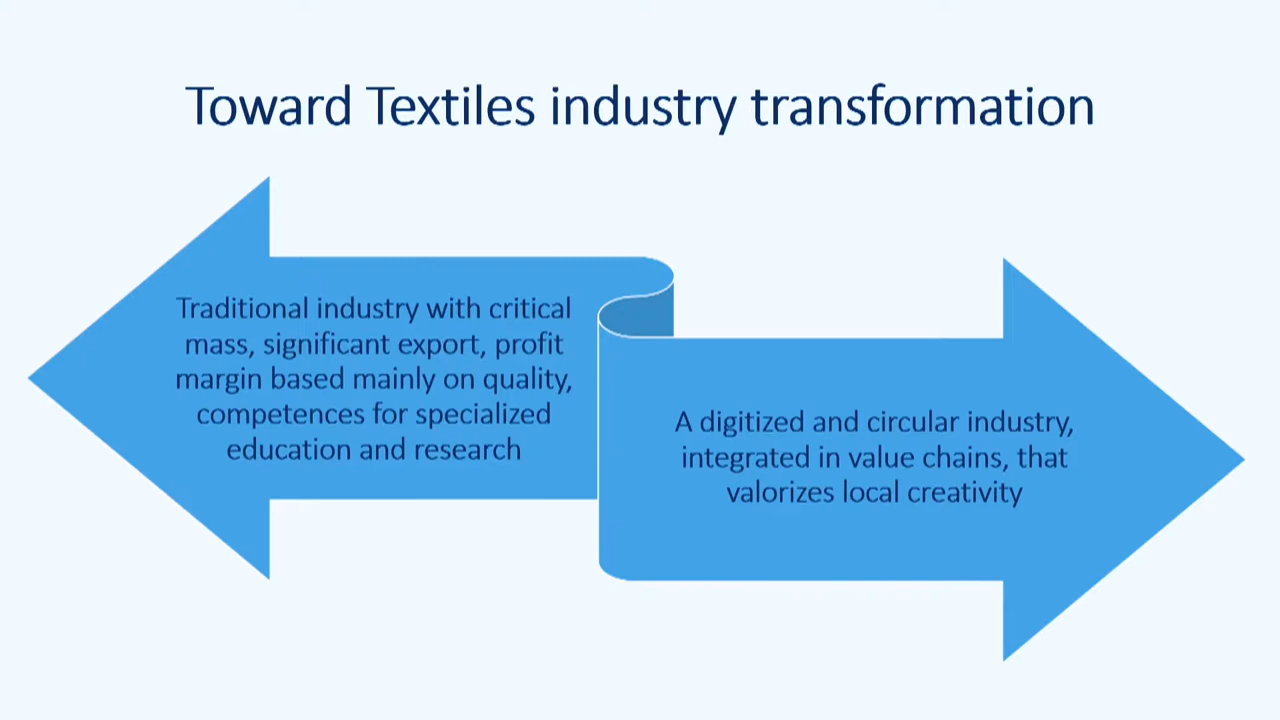 Toward Textiles industry transformation
Traditional industry with critical
mass, significant export, profit
margin based mainly on quality,
competences for specialized
education and research
A digitized and circular industry,
integrated in value chains, that
valorizes local creativity